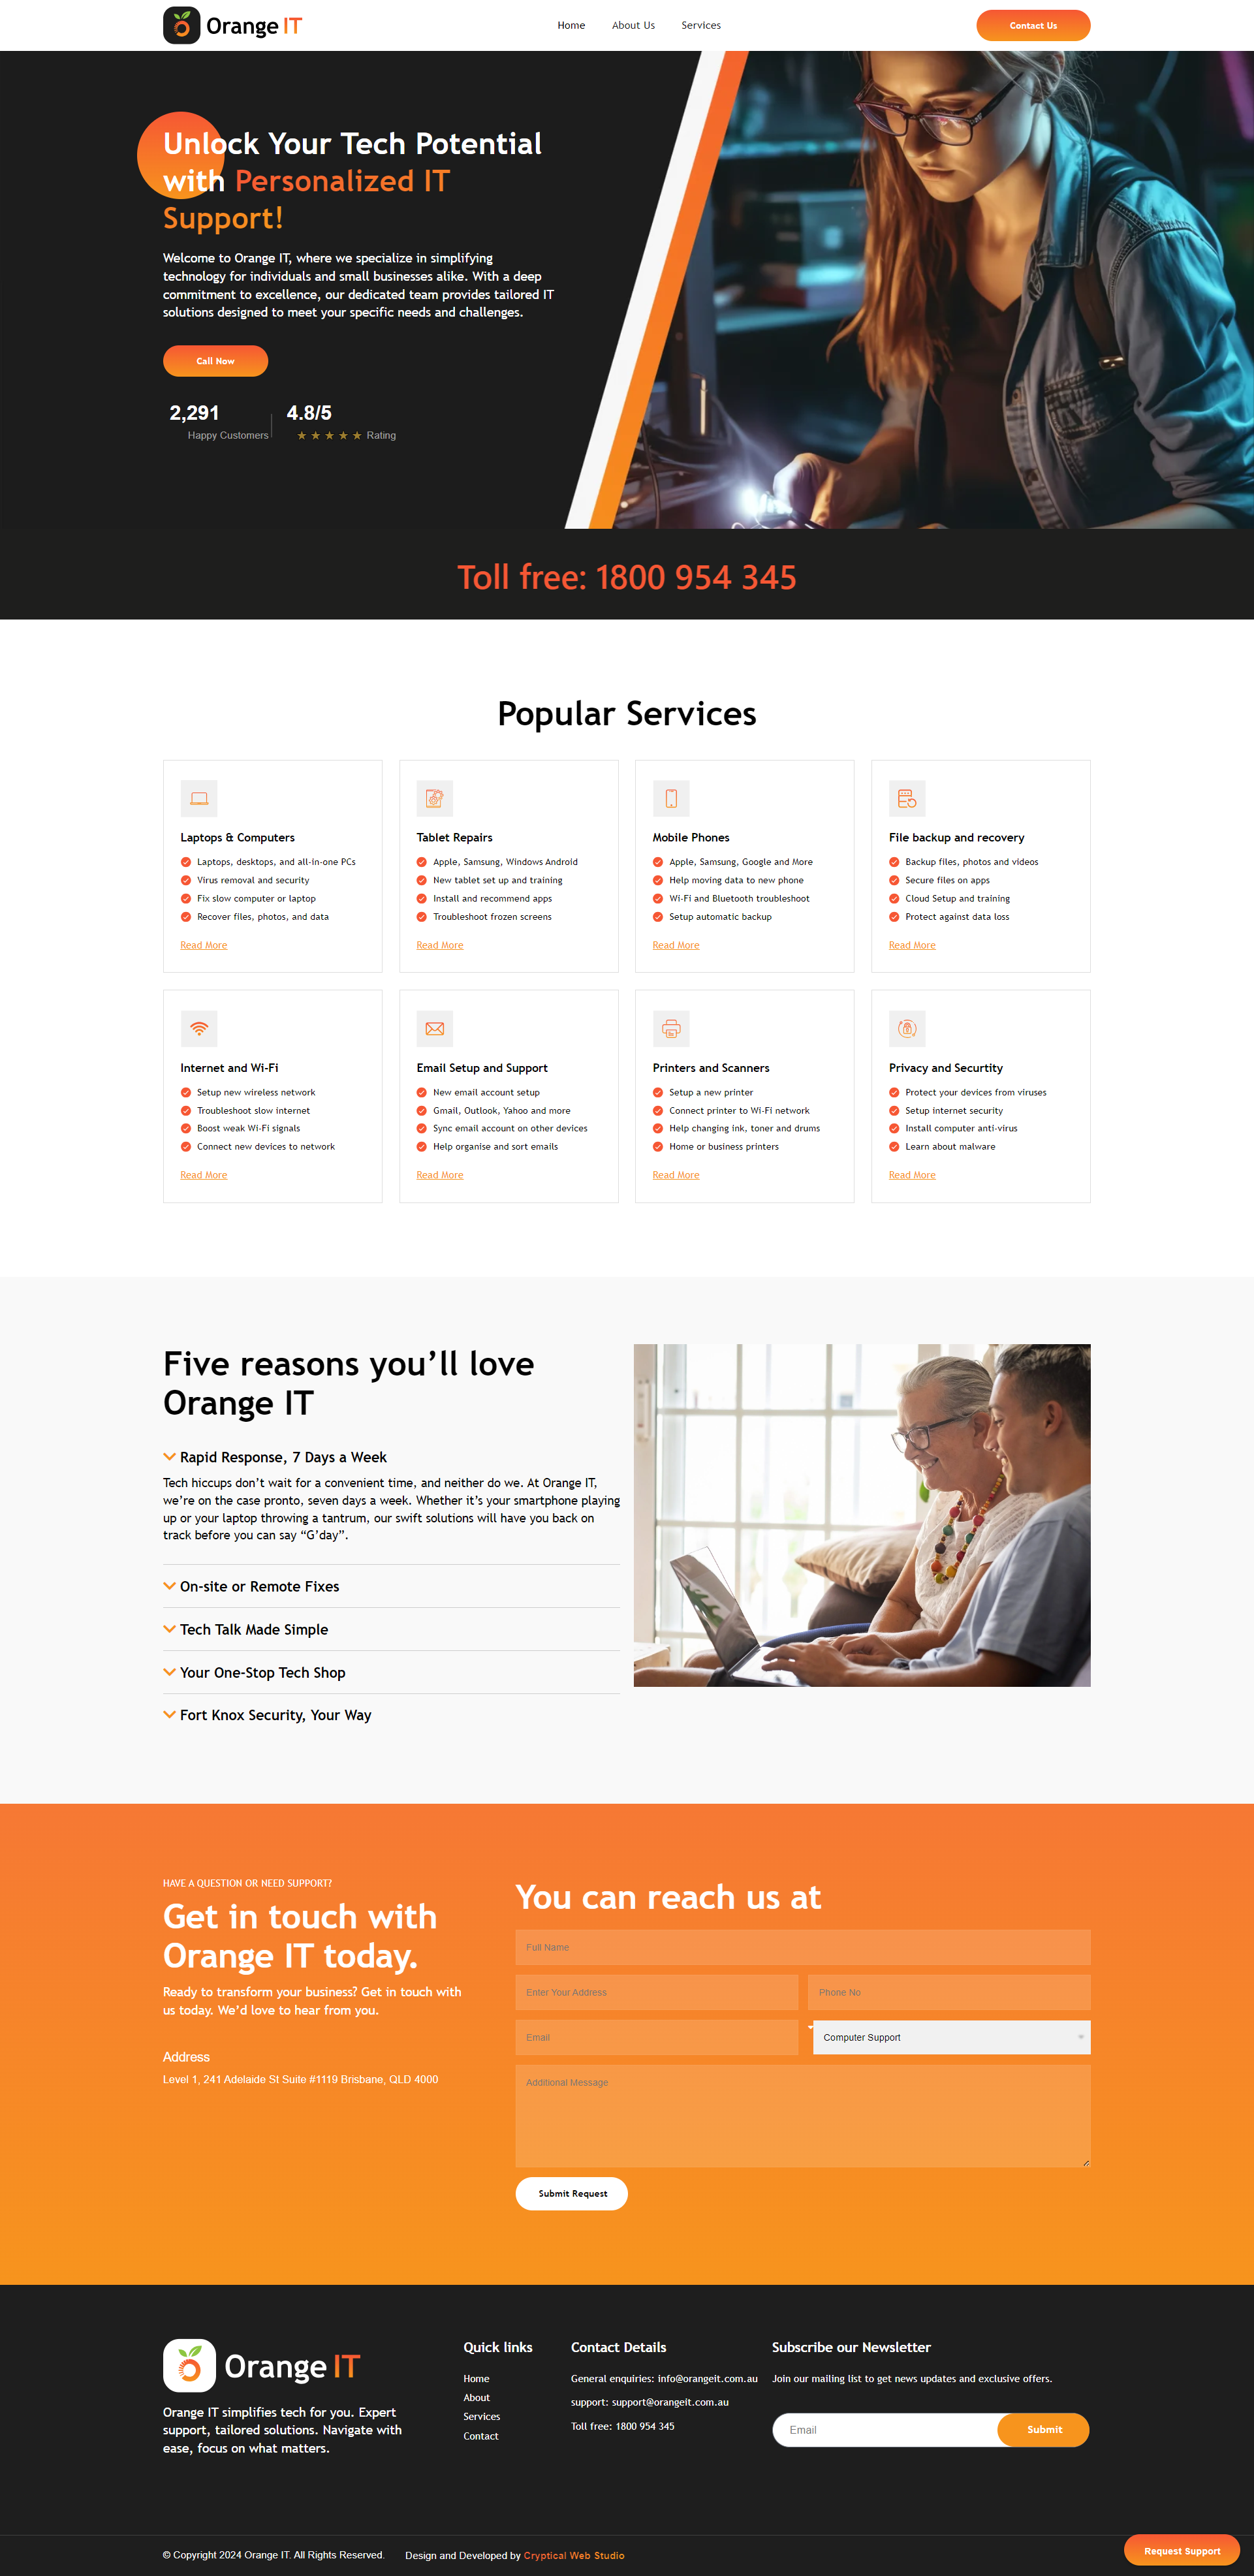 Orange IT
Home
About Us
Services
Contact Us
Unlock Your Tech Potential
with Personalized IT
Support!
Welcome to Orange IT, where we specialize in simplifying
technology for individuals and small businesses alike. With a deep
commitment to excellence, our dedicated team provides tailored IT
solutions designed to meet your specific needs and challenges.
Call Now
2,291
Happy Customers
4.8/5
★ ★ ★ ★ ★ Rating
Toll free: 1800 954 345
Popular Services
Laptops & Computers
Laptops, desktops, and all-in-one PCs
Virus removal and security
Fix slow computer or laptop
Recover files, photos, and data
Read More
Tablet Repairs
Apple, Samsung, Windows Android
New tablet set up and training
Install and recommend apps
Troubleshoot frozen screens
Read More
Mobile Phones
Apple, Samsung, Google and More
Help moving data to new phone
Wi-Fi and Bluetooth troubleshoot
Setup automatic backup
Read More
File backup and recovery
Backup files, photos and videos
Secure files on apps
Cloud Setup and training
Protect against data loss
Read More
Internet and Wi-Fi
Setup new wireless network
Troubleshoot slow internet
Boost weak Wi-Fi signals
Connect new devices to network
Read More
Email Setup and Support
New email account setup
Gmail, Outlook, Yahoo and more
Sync email account on other devices
Help organise and sort emails
Read More
Printers and Scanners
Setup a new printer
Connect printer to Wi-Fi network
Help changing ink, toner and drums
Home or business printers
Read More
Privacy and Securtity
Protect your devices from viruses
Setup internet security
Install computer anti-virus
Learn about malware
Read More
Five reasons you’ll love
Orange IT
Rapid Response, 7 Days a Week
Tech hiccups don’t wait for a convenient time, and neither do we. At Orange IT,
we’re on the case pronto, seven days a week. Whether it’s your smartphone playing
up or your laptop throwing a tantrum, our swift solutions will have you back on
track before you can say “G’day”.
On-site or Remote Fixes
Tech Talk Made Simple
Your One-Stop Tech Shop
Fort Knox Security, Your Way
HAVE A QUESTION OR NEED SUPPORT?
Get in touch with
Orange IT today.
Ready to transform your business? Get in touch with
us today. We’d love to hear from you.
Address
Level 1, 241 Adelaide St Suite #1119 Brisbane, QLD 4000
You can reach us at
Full Name
Enter Your Address
Phone No
Email
Computer Support
Additional Message
Submit Request
Orange IT
Orange IT simplifies tech for you. Expert
support, tailored solutions. Navigate with
ease, focus on what matters.
Quick links
Home
About
Services
Contact
Contact Details
General enquiries: info@orangeit.com.au
support: support@orangeit.com.au
Toll free: 1800 954 345
Subscribe our Newsletter
Join our mailing list to get news updates and exclusive offers.
Email
Submit
© Copyright 2024 Orange IT. All Rights Reserved.
Design and Developed by Cryptical Web Studio
Request Support